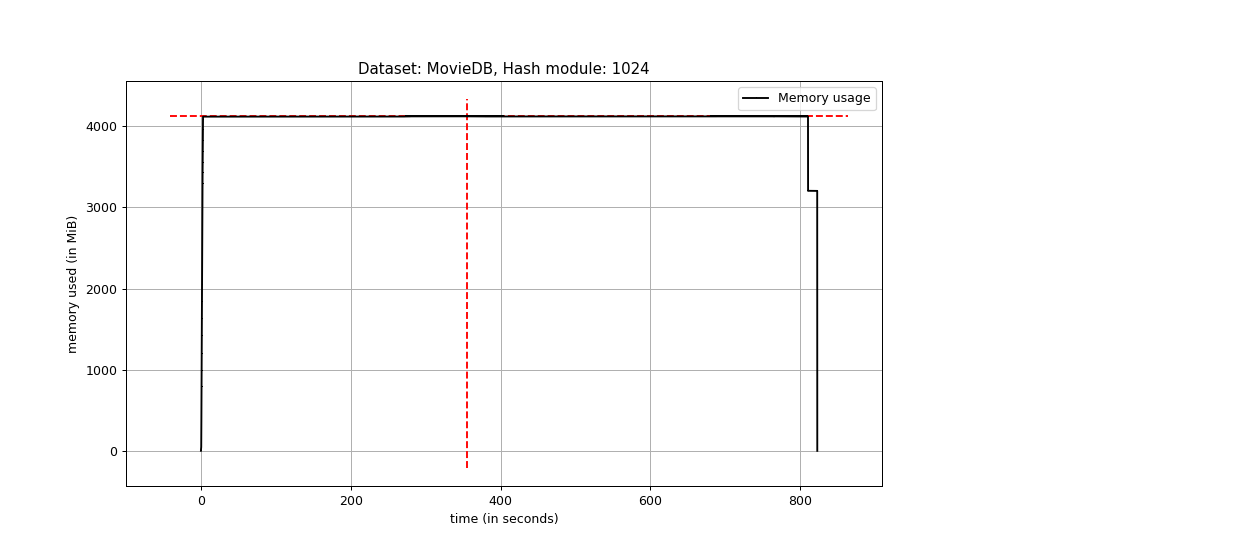 Dataset: MovieDB, Hash module: 1024
Memory usage
4000
3000
2000
1000
0
memory used (in MiB)
0 200 400 600 800
time (in seconds)